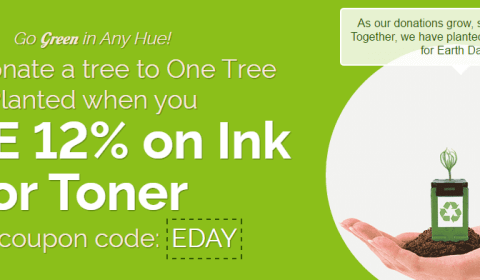 Go Green in Any Hue!
onate a tree to One Tree
lanted when you
E 12% on Ink
or Toner
coupon code: EDAY
As our donations grow, s
Together, we have planted
for Earth Da